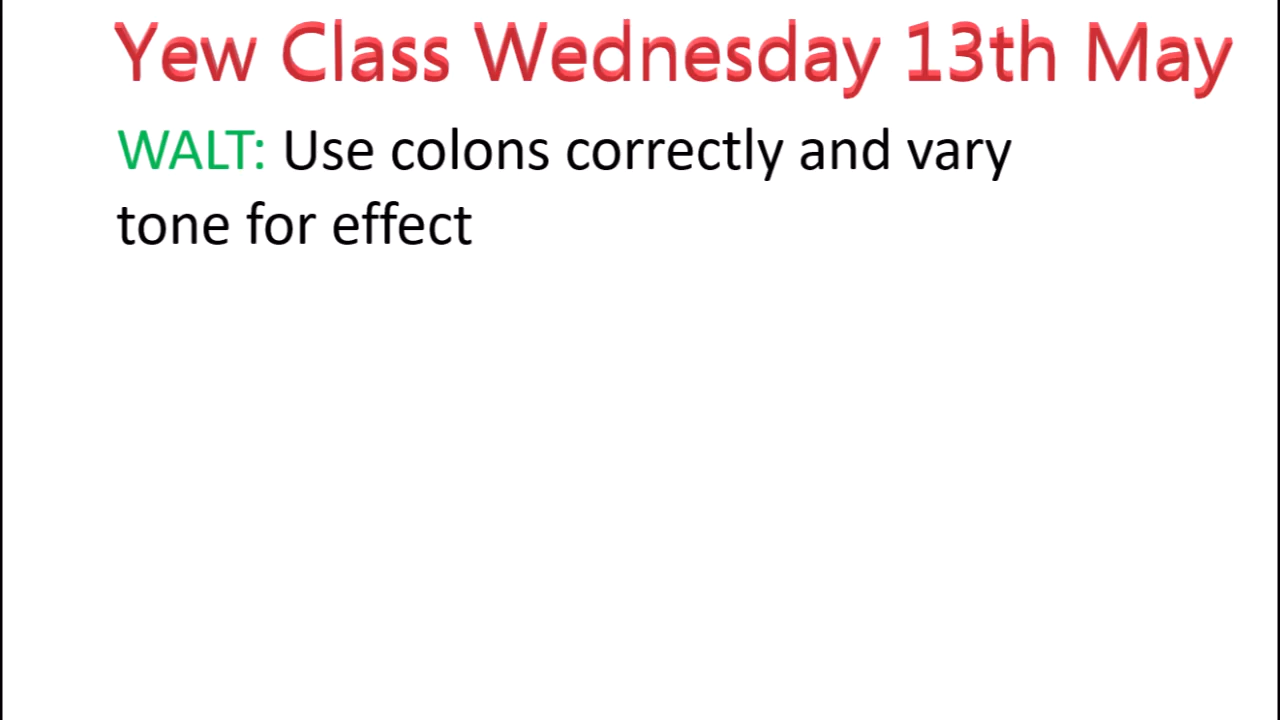 Yew Class Wednesday 13th May
WALT: Use colons correctly and vary
tone for effect